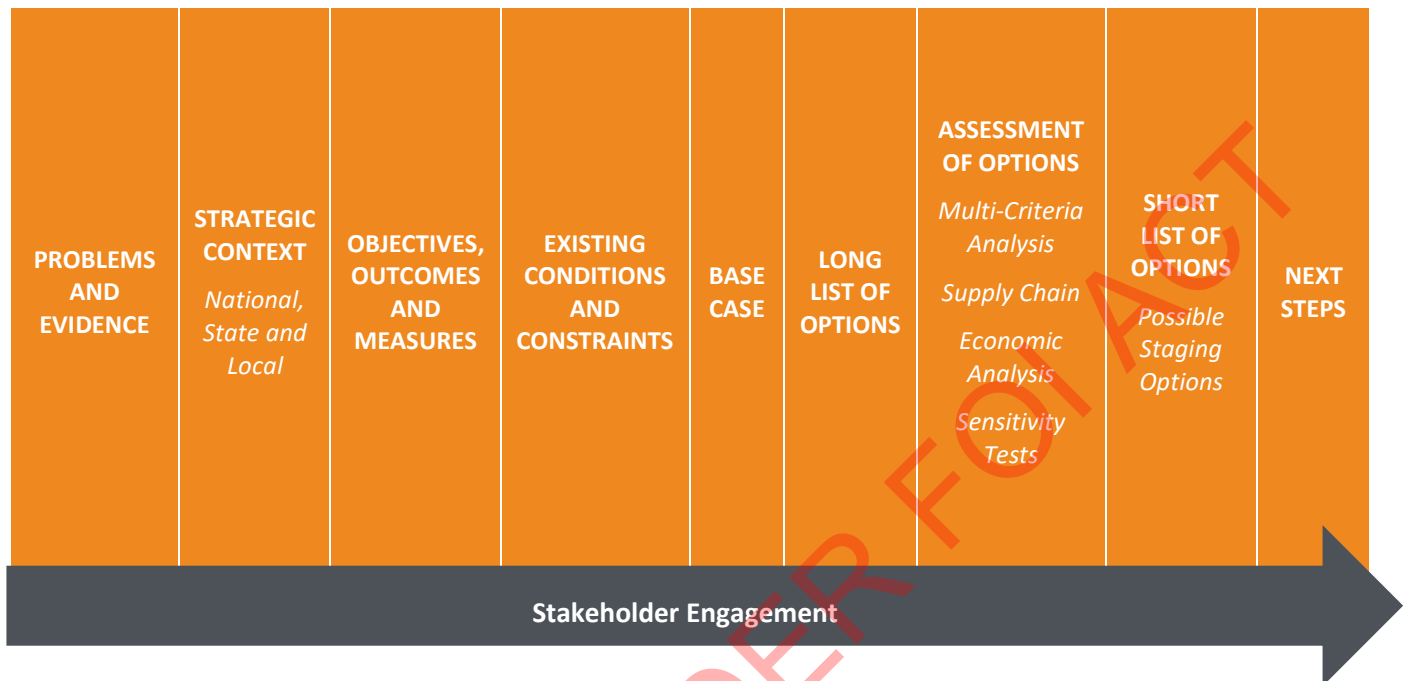 PROBLEMS
AND
EVIDENCE
STRATEGIC
CONTEXT
National,
State and
Local
OBJECTIVES,
OUTCOMES
AND
MEASURES
EXISTING
CONDITIONS
AND
CONSTRAINTS
BASE
CASE
LONG
LIST OF
OPTIONS
ASSESSMENT
OF OPTIONS
Multi-Criteria
Analysis
Supply Chain
Economic
Analysis
Sensitivity
Tests
SHORT
LIST OF
OPTIONS
Possible
Staging
Options
NEXT
STEPS
Stakeholder Engagement
PER FOI ACT